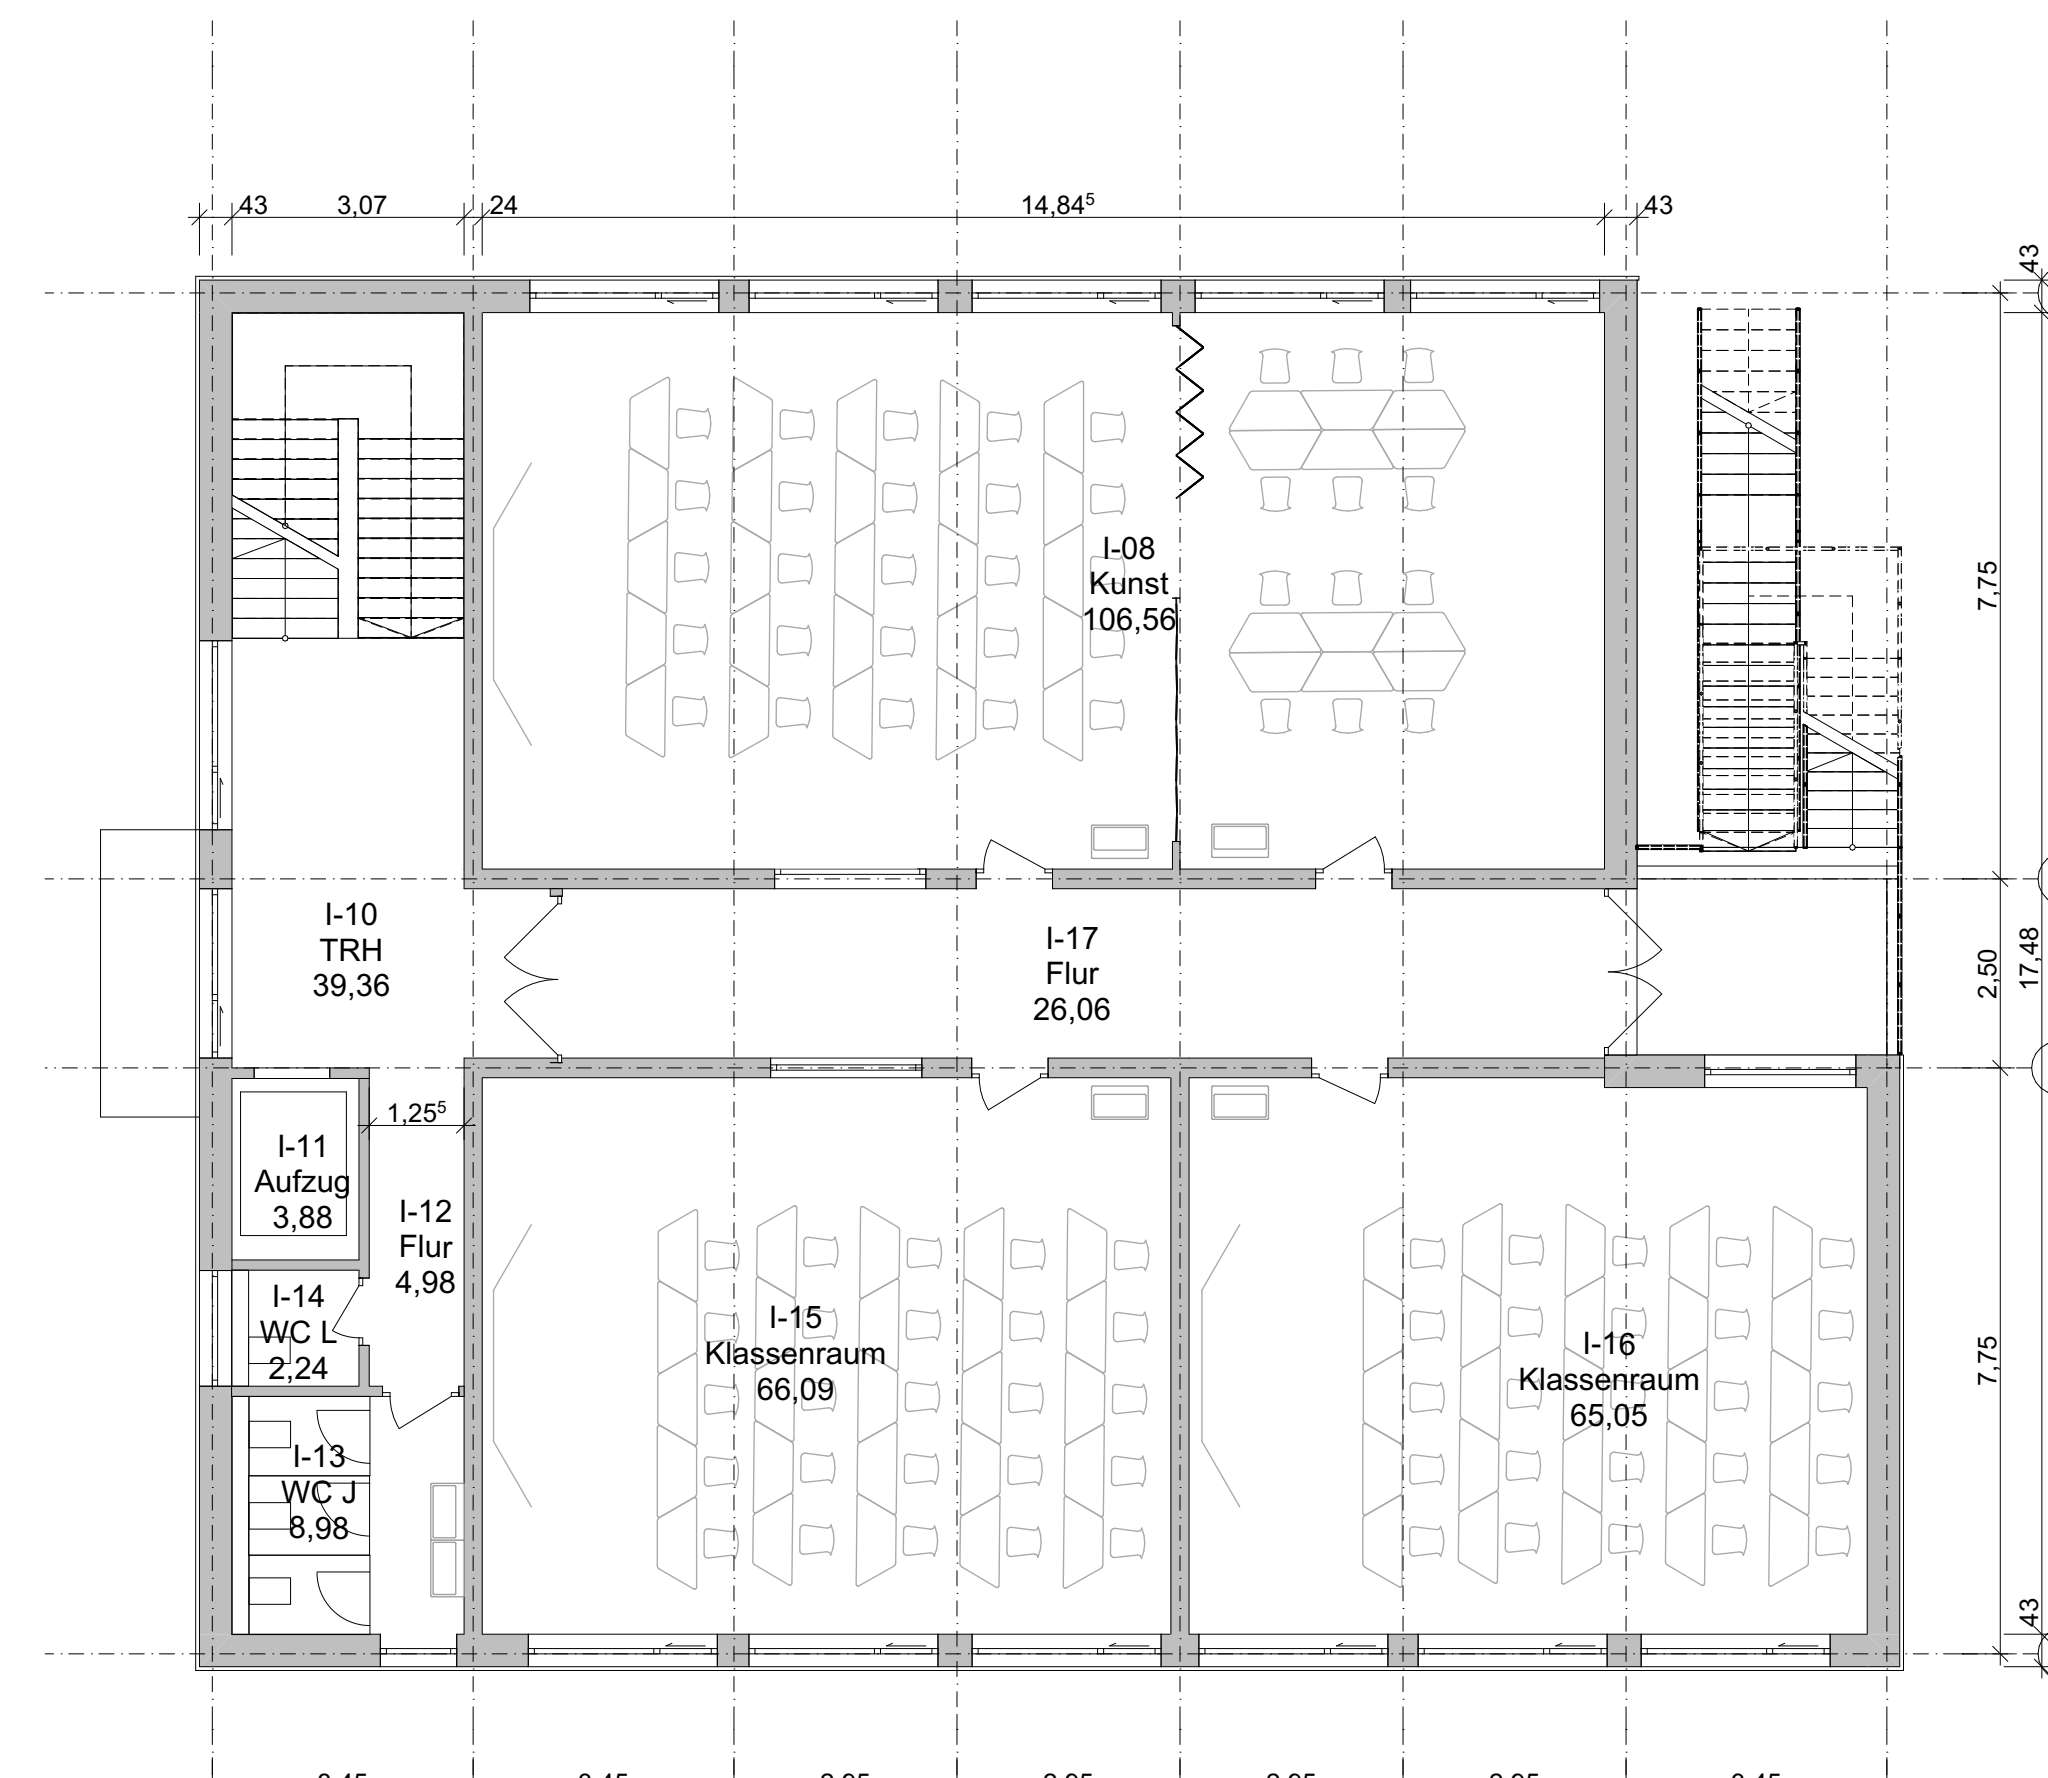 43 3,07 24 14,84⁵ 43
43
7,75
I-08
Kunst
106,56
I-10
TRH
39,36
I-17
Flur
26,06
2,50
17,48
1,25⁵
I-11
Aufzug
3,88
I-12
Flur
4,98
I-14
WC L
2,24
I-15
Klassenraum
66,09
I-16
Klassenraum
65,05
7,75
I-13
WC J
8,98
43